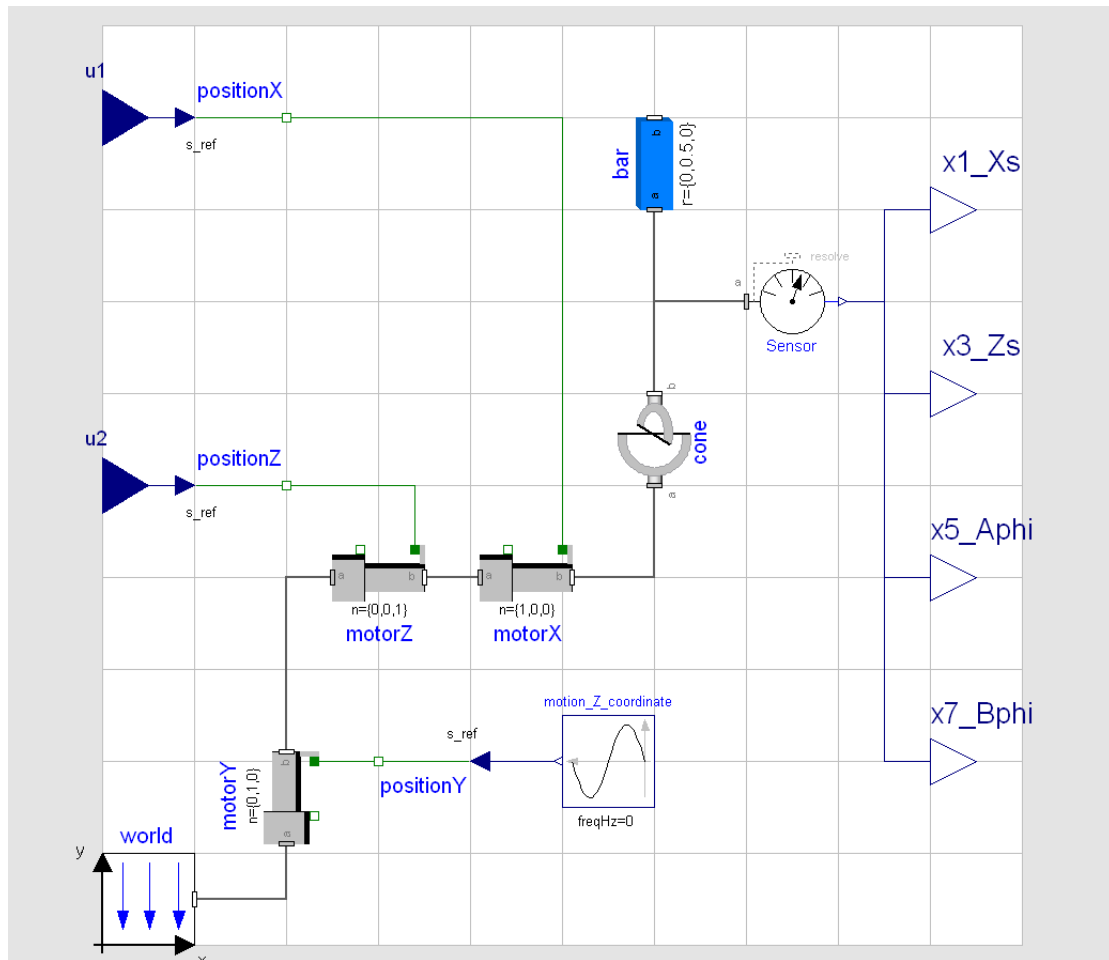 u1
positionX
s_ref
b
bar
a
r={0,0.5,0}
x1_Xs
resolve
a
Sensor
x3_Zs
b
cone
a
u2
positionZ
s_ref
x5_Aphi
a
b
a
b
n={0,0,1}
n={1,0,0}
motorZ
motorX
motion_Z_coordinate
x7_Bphi
s_ref
b
positionY
motorY
n={0,1,0}
a
freqHz=0
world
y
x